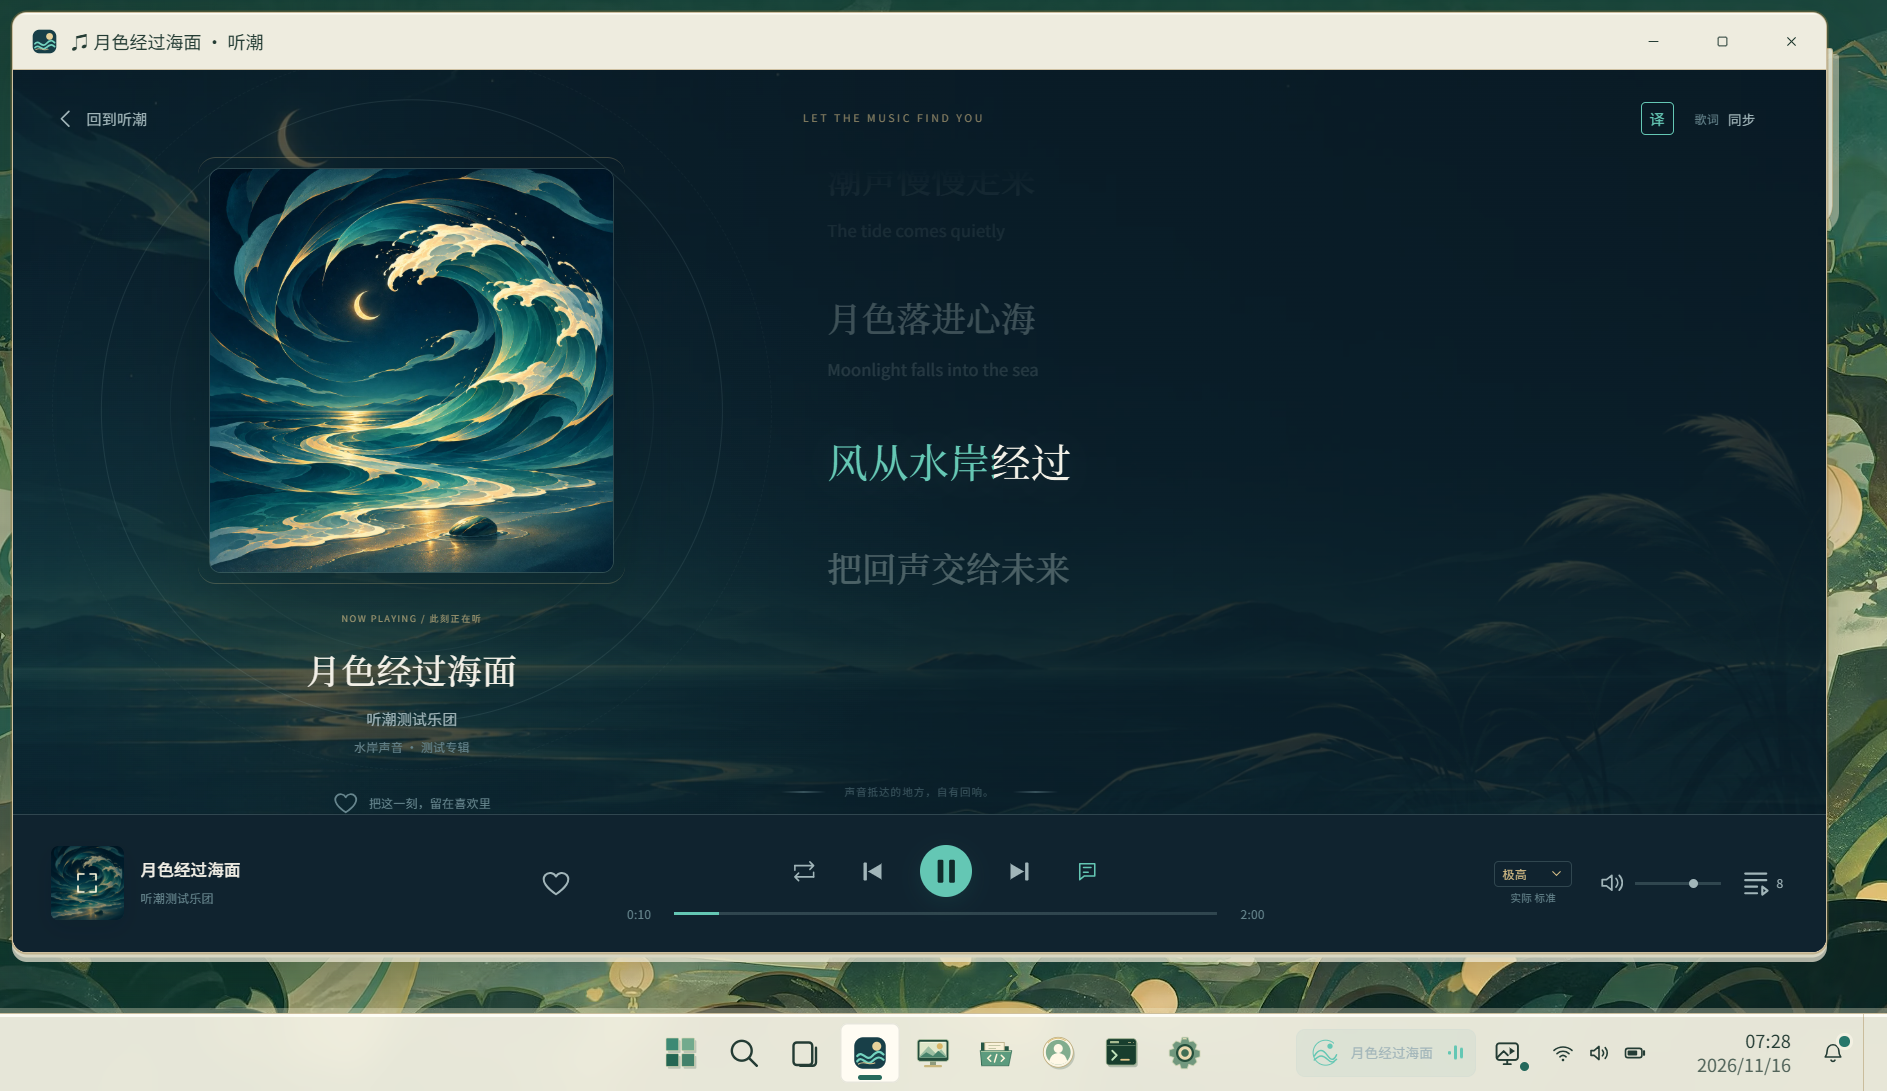 月色经过海面 · 听潮
回到听潮
LET THE MUSIC FIND YOU
译
歌词 同步
潮声慢慢走来
The tide comes quietly
月色落进心海
Moonlight falls into the sea
风从水岸经过
把回声交给未来
NOW PLAYING / 此刻正在听
月色经过海面
听潮测试乐团
水岸声音 · 测试专辑
把这一刻，留在喜欢里
声音抵达的地方，自有回响。
月色经过海面
听潮测试乐团
0:10
2:00
极高
实际 标准
8
月色经过海面
07:28
2026/11/16